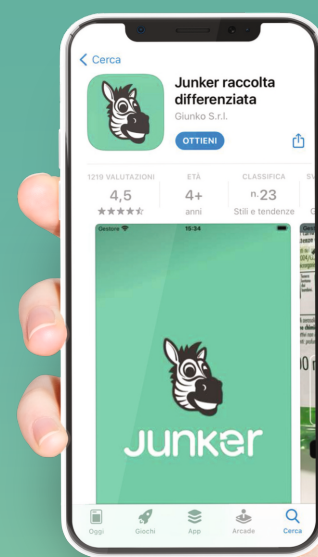 Cerca
Junker raccolta
differenziata
Giunko S.r.l.
OTTIENI
1219 VALUTAZIONI
ETÀ
CLASSIFICA
4,5
4+
n.23
anni
Stili e tendenze
Gestore
15:34
JUNKer
Oggi
Giochi
App
Arcade
Cerca